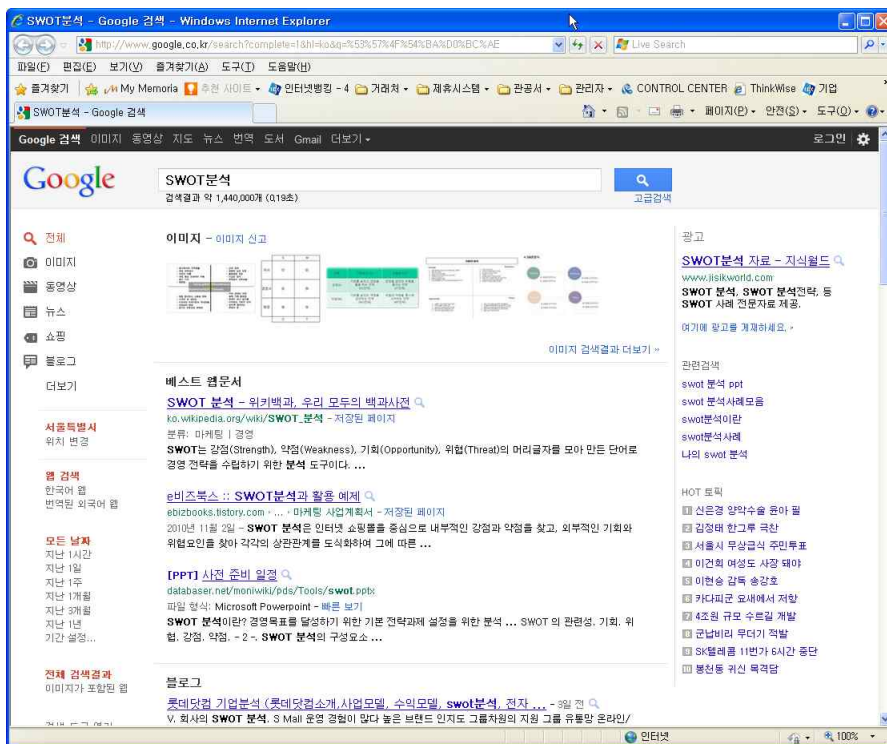 SWOT분석 - Google 검색 - Windows Internet Explorer
http://www.google.co.kr/search?complete=1&hl=ko&q=%53%57%4F%54%BA%D0%BC%AE
Live Search
파일(F) 편집(E) 보기(V) 즐겨찾기(A) 도구(T) 도움말(H)
즐겨찾기 My Memoria 추천 사이트 인터넷뱅킹 - 4 거래처 제휴시스템 관공서 관리자 CONTROL CENTER ThinkWise 기업
SWOT분석 - Google 검색
페이지(P) 안전(S) 도구(O)
Google 검색 이미지 동영상 지도 뉴스 번역 도서 Gmail 더보기
로그인
Google
SWOT분석
검색결과 약 1,440,000개 (0.19초)
고급검색
전체
이미지
동영상
뉴스
쇼핑
블로그
더보기
서울특별시
위치 변경
웹 검색
한국어 웹
번역된 외국어 웹
모든 날짜
지난 1시간
지난 1일
지난 1주
지난 1개월
지난 3개월
지난 1년
기간 설정...
전체 검색결과
이미지가 포함된 웹
이미지 - 이미지 신고
이미지 검색결과 더보기 »
베스트 웹문서
SWOT 분석 - 위키백과, 우리 모두의 백과사전
ko.wikipedia.org/wiki/SWOT_분석 - 저장된 페이지
분류: 마케팅 | 경영
SWOT는 강점(Strength), 약점(Weakness), 기회(Opportunity), 위협(Threat)의 머리글자를 모아 만든 단어로
경영 전략을 수립하기 위한 분석 도구이다. ...
e비즈북스 :: SWOT분석과 활용 예제
ebizbooks.tistory.com › ... › 마케팅 사업계획서 - 저장된 페이지
2010년 11월 2일 - SWOT 분석은 인터넷 쇼핑몰을 중심으로 내부적인 강점과 약점을 찾고, 외부적인 기회와
위협요인을 찾아 각각의 상관관계를 도식화하여 그에 따른 ...
[PPT] 사전 준비 일정
databaser.net/moniwiki/pds/Tools/swot.pptx
파일 형식: Microsoft Powerpoint - 빠른 보기
SWOT 분석이란? 경영목표를 달성하기 위한 기본 전략과제 설정을 위한 분석 ... SWOT 의 관련성. 기회. 위
협. 강점. 약점. - 2 -. SWOT 분석의 구성요소 ...
블로그
롯데닷컴 기업분석 (롯데닷컴소개,사업모델, 수익모델, swot분석, 전자 ... - 3일 전
V. 회사의 SWOT 분석. S Mall 운영 경험이 많다 높은 브랜드 인지도 그룹차원의 지원 그룹 유통망 온라인/
광고
SWOT분석 자료 - 지식월드
www.jisikworld.com
SWOT분석, SWOT 분석전략, 등
SWOT 사례 전문자료 제공.
여기에 광고를 게재하세요. »
관련검색
swot 분석 ppt
swot 분석사례모음
swot분석이란
swot분석사례
나의 swot 분석
HOT 토픽
1 신은경 양악수술 윤아 필
2 김정태 한그루 극찬
3 서울시 무상급식 주민투표
4 이건희 여성도 사장 돼야
5 이현승 감독 송강호
6 카다피군 요새에서 저항
7 4조원 규모 수르길 개발
8 군납비리 무더기 적발
9 SK텔레콤 11번가 6시간 중단
10 봉천동 귀신 목격담
인터넷
100%